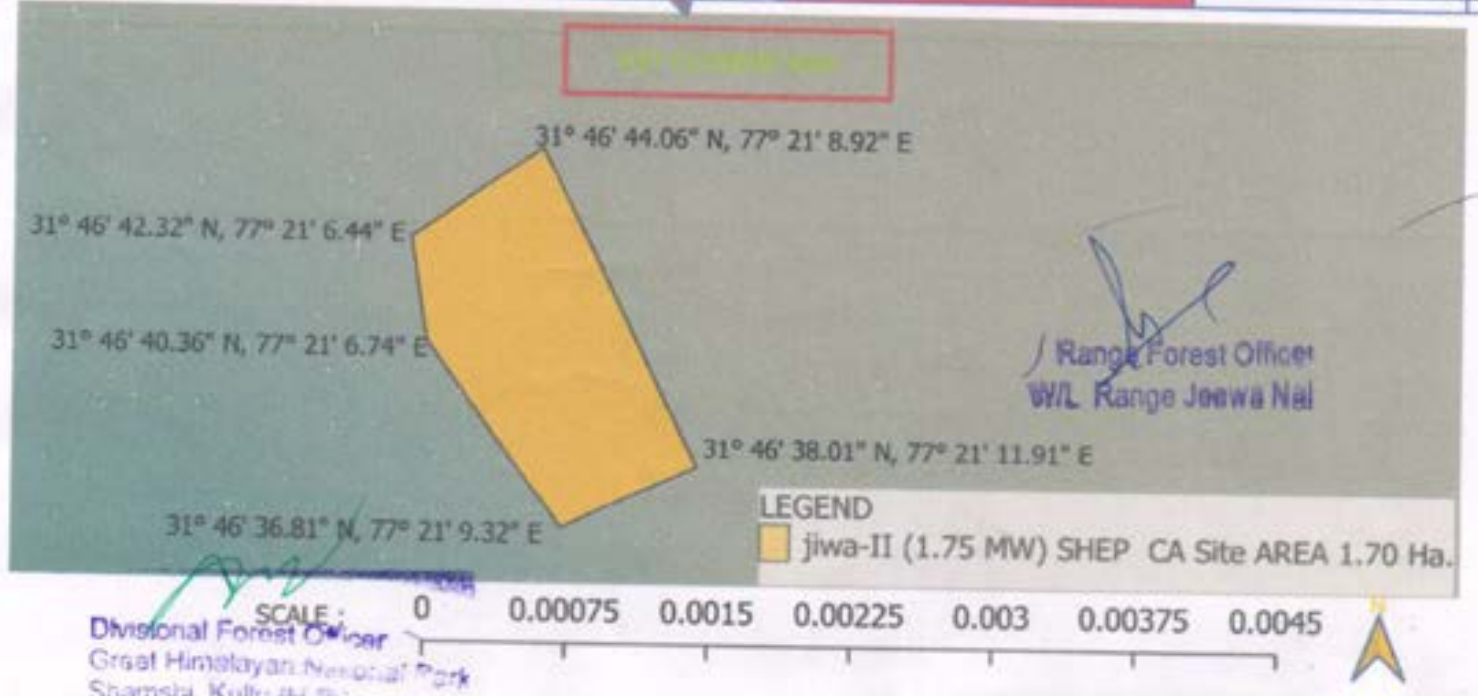 31° 46' 44.06" N, 77° 21' 8.92" E
31° 46' 42.32" N, 77° 21' 6.44" E
31° 46' 40.36" N, 77° 21' 6.74" E
Range Forest Officer
W/L Range Jeewa Nal
31° 46' 38.01" N, 77° 21' 11.91" E
31° 46' 36.81" N, 77° 21' 9.32" E
LEGEND
jiwa-II (1.75 MW) SHEP CA Site AREA 1.70 Ha.
SCALE : 0 0.00075 0.0015 0.00225 0.003 0.00375 0.0045
N
Divisional Forest Officer
Great Himalayan National Park
Shamshi, Kullu